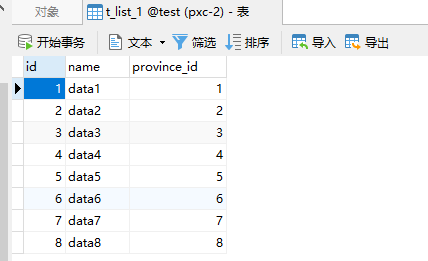 对象 t_list_1 @test (pxc-2) - 表
开始事务 文本 筛选 排序 导入 导出
id name province_id
1 data1 1
2 data2 2
3 data3 3
4 data4 4
5 data5 5
6 data6 6
7 data7 7
8 data8 8